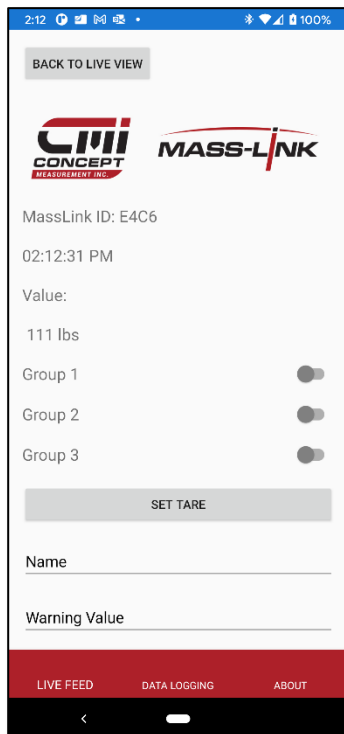 2:12 100%
BACK TO LIVE VIEW
CMI
CONCEPT
MEASUREMENT INC.
MASS-LINK
MassLink ID: E4C6
02:12:31 PM
Value:
111 lbs
Group 1
Group 2
Group 3
SET TARE
Name
Warning Value
LIVE FEED DATA LOGGING ABOUT